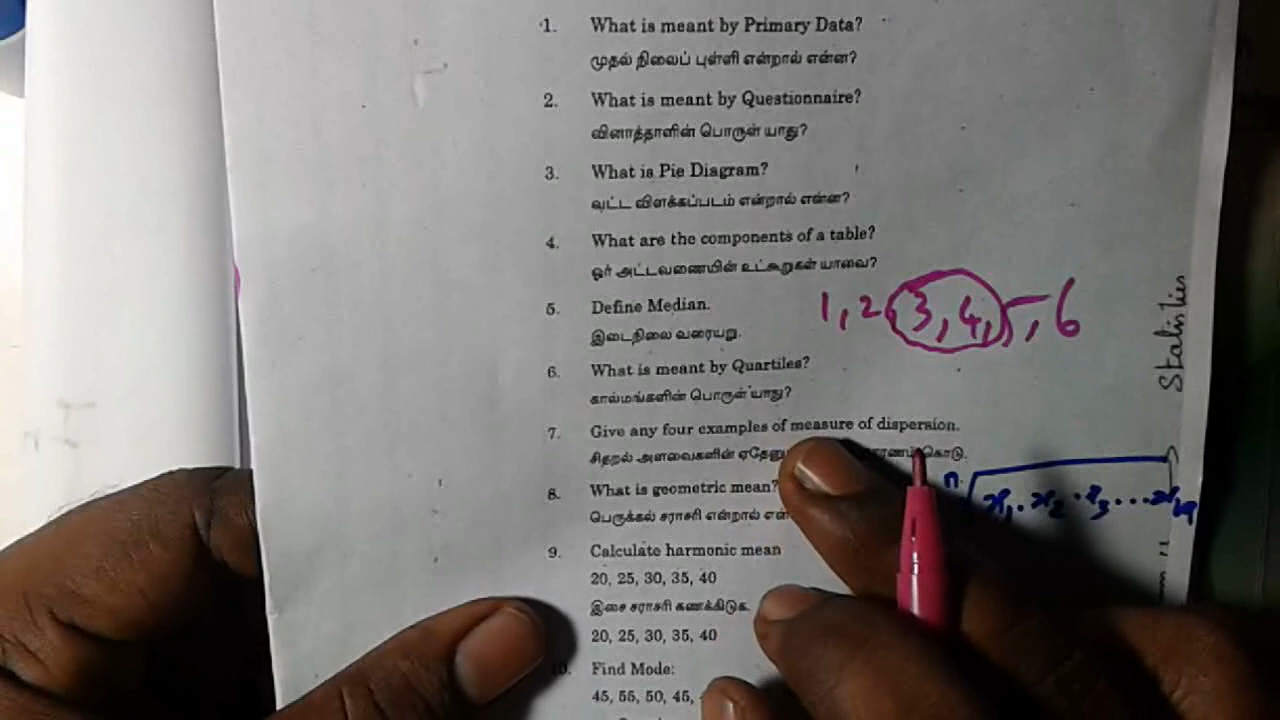 1. What is meant by Primary Data?
முதல் நிலைப் புள்ளி என்றால் என்ன?
2. What is meant by Questionnaire?
வினாத்தாளின் பொருள் யாது?
3. What is Pie Diagram?
வட்ட விளக்கப்படம் என்றால் என்ன?
4. What are the components of a table?
ஓர் அட்டவணையின் உட்கூறுகள் யாவை?
5. Define Median.
1, 2, 3, 4, 5, 6
இடைநிலை வரையறு.
6. What is meant by Quartiles?
கால்மங்களின் பொருள் யாது?
7. Give any four examples of measure of dispersion.
சிதறல் அளவைகளின் கொடு.
8. What is geometric mean?
பெருக்கல் சராசரி என்றால்
n x₁ . x₂ . x₃ . . . xₙ
9. Calculate harmonic mean
20, 25, 30, 35, 40
இசை சராசரி கணக்கிடுக.
20, 25, 30, 35, 40
10. Find Mode:
45, 55, 50, 45,
Statistics